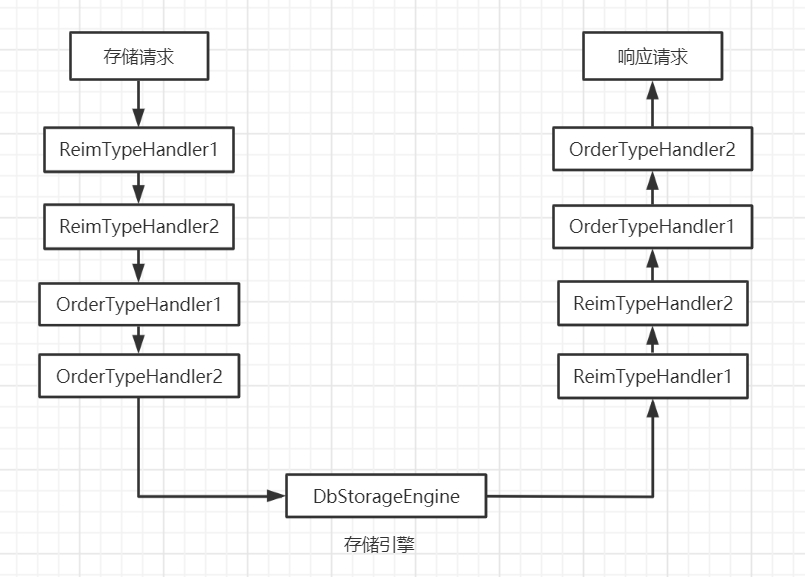 存储请求
ReimTypeHandler1
ReimTypeHandler2
OrderTypeHandler1
OrderTypeHandler2
DbStorageEngine
存储引擎
响应请求
OrderTypeHandler2
OrderTypeHandler1
ReimTypeHandler2
ReimTypeHandler1